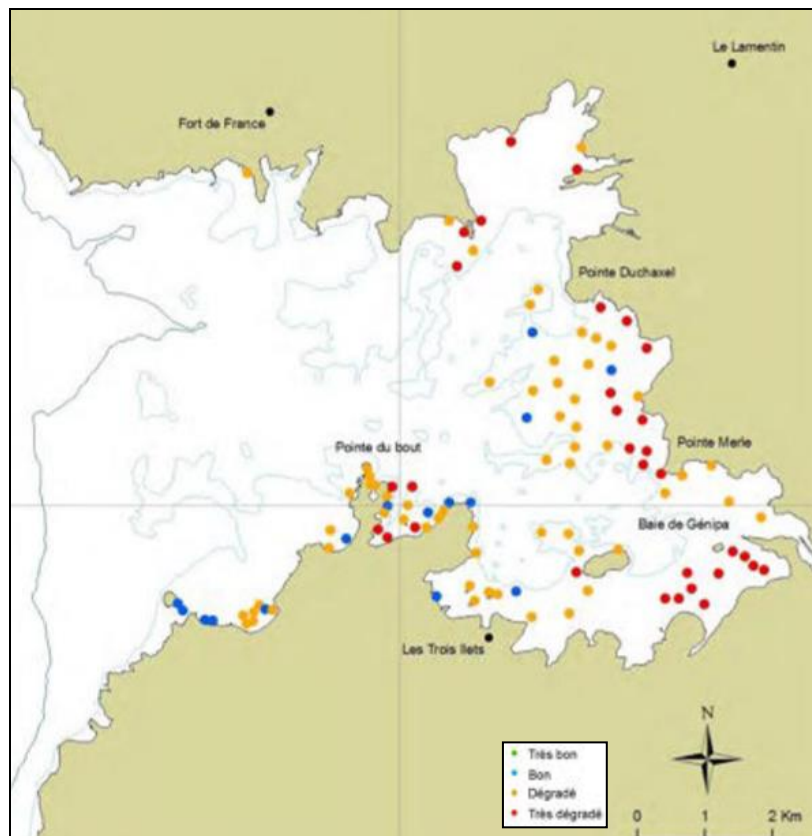 Le Lamentin
Fort de France
Pointe Duchaxel
Pointe du bout
Pointe Merle
Baie de Génipa
Les Trois Ilets
N
Très bon
Bon
Dégradé
Très dégradé
0 1 2 Km